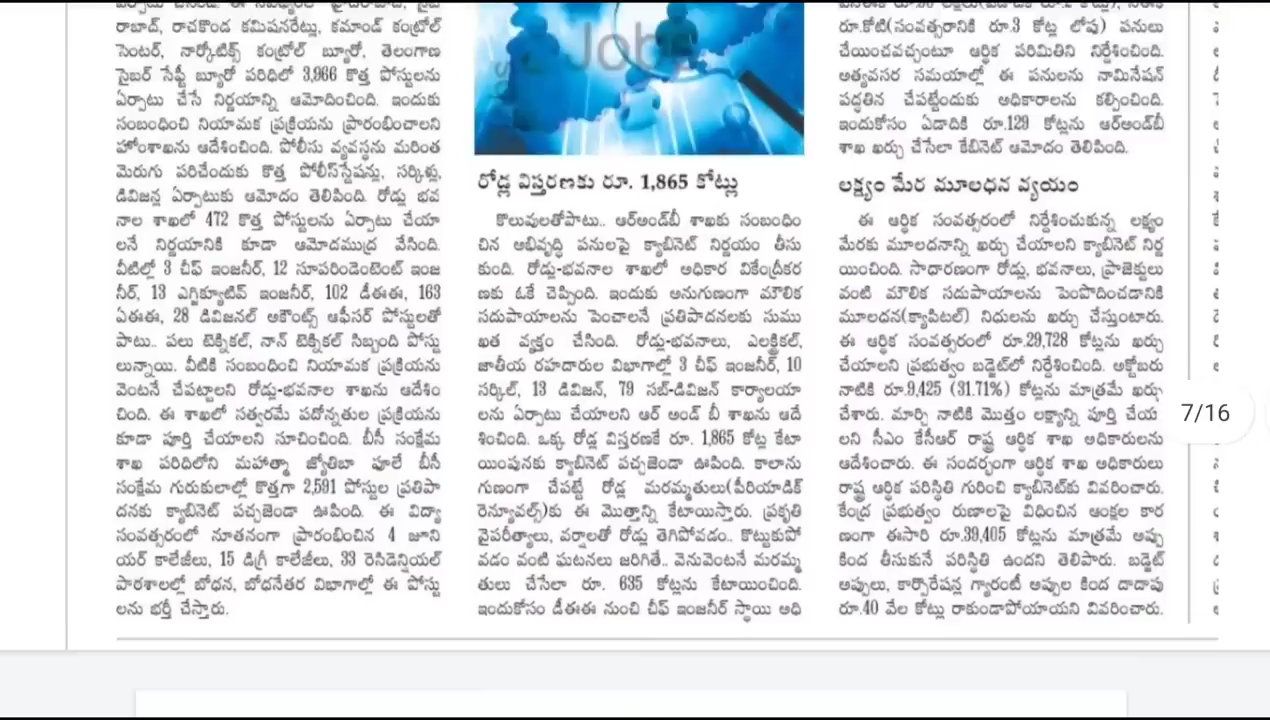 రాబాద్, రాచకొండ కమిషనరేట్లు, కమాండ్ కంట్రోల్
సెంటర్, నార్కోటిక్స్ కంట్రోల్ బ్యూరో, తెలంగాణ
సైబర్ సేఫ్టీ బ్యూరో పరిధిలో 3,966 కొత్త పోస్టులను
ఏర్పాటు చేసే నిర్ణయాన్ని ఆమోదించింది. ఇందుకు
సంబంధించి నియామక ప్రక్రియను ప్రారంభించాలని
హోంశాఖను ఆదేశించింది. పోలీసు వ్యవస్థను మరింత
మెరుగు పరిచేందుకు కొత్త పోలీస్‌స్టేషన్లు, సర్కిళ్లు,
డివిజన్ల ఏర్పాటుకు ఆమోదం తెలిపింది. రోడ్లు భవ
నాల శాఖలో 472 కొత్త పోస్టులను ఏర్పాటు చేయా
లనే నిర్ణయానికి కూడా ఆమోదముద్ర వేసింది.
వీటిల్లో 3 చీఫ్ ఇంజనీర్, 12 సూపరిండెంటెంట్ ఇంజ
నీర్, 13 ఎగ్జిక్యూటివ్ ఇంజనీర్, 102 డీఈఈ, 163
ఏఈఈ, 28 డివిజనల్ అకౌంట్స్ ఆఫీసర్ పోస్టులతో
పాటు.. పలు టెక్నికల్, నాన్ టెక్నికల్ సిబ్బంది పోస్టు
లున్నాయి. వీటికి సంబంధించి నియామక ప్రక్రియను
వెంటనే చేపట్టాలని రోడ్లు-భవనాల శాఖను ఆదేశిం
చింది. ఈ శాఖలో సత్వరమే పదోన్నతుల ప్రక్రియను
కూడా పూర్తి చేయాలని సూచించింది. బీసీ సంక్షేమ
శాఖ పరిధిలోని మహాత్మా జ్యోతిబా ఫూలే బీసీ
సంక్షేమ గురుకులాల్లో కొత్తగా 2,591 పోస్టుల ప్రతిపా
దనకు క్యాబినెట్ పచ్చజెండా ఊపింది. ఈ విద్యా
సంవత్సరంలో నూతనంగా ప్రారంభించిన 4 జూని
యర్ కాలేజీలు, 15 డిగ్రీ కాలేజీలు, 33 రెసిడెన్షియల్
పాఠశాలల్లో బోధన, బోధనేతర విభాగాల్లో ఈ పోస్టు
లను భర్తీ చేస్తారు.
Jobs
రోడ్ల విస్తరణకు రూ. 1,865 కోట్లు
కొలువులతోపాటు.. ఆర్అండ్‌బీ శాఖకు సంబంధిం
చిన అభివృద్ధి పనులపై క్యాబినెట్ నిర్ణయం తీసు
కుంది. రోడ్లు-భవనాల శాఖలో అధికార వికేంద్రీకర
ణకు ఓకే చెప్పింది. ఇందుకు అనుగుణంగా మౌలిక
సదుపాయాలను పెంచాలనే ప్రతిపాదనలకు సుము
ఖత వ్యక్తం చేసింది. రోడ్లు-భవనాలు, ఎలక్ట్రికల్,
జాతీయ రహదారుల విభాగాల్లో 3 చీఫ్ ఇంజనీర్, 10
సర్కిల్, 13 డివిజన్, 79 సబ్-డివిజన్ కార్యాలయా
లను ఏర్పాటు చేయాలని ఆర్ అండ్ బీ శాఖను ఆదే
శించింది. ఒక్క రోడ్ల విస్తరణకే రూ. 1,865 కోట్ల కేటా
యింపునకు క్యాబినెట్ పచ్చజెండా ఊపింది. కాలాను
గుణంగా చేపట్టే రోడ్ల మరమ్మతులు(పీరియాడిక్
రెన్యూవల్స్)కు ఈ మొత్తాన్ని కేటాయిస్తారు. ప్రకృతి
వైపరీత్యాలు, వర్షాలతో రోడ్లు తెగిపోవడం.. కొట్టుకుపో
వడం వంటి ఘటనలు జరిగితే.. వెనువెంటనే మరమ్మ
తులు చేసేలా రూ. 635 కోట్లను కేటాయించింది.
ఇందుకోసం డీఈఈ నుంచి చీఫ్ ఇంజనీర్ స్థాయి అధి
రూ.కోటి(సంవత్సరానికి రూ.3 కోట్ల లోపు) పనులు
చేయించవచ్చంటూ ఆర్థిక పరిమితిని నిర్దేశించింది.
అత్యవసర సమయాల్లో ఈ పనులను నామినేషన్
పద్ధతిన చేపట్టేందుకు అధికారాలను కల్పించింది.
ఇందుకోసం ఏడాదికి రూ.129 కోట్లను ఆర్అండ్‌బీ
శాఖ ఖర్చు చేసేలా కేబినెట్ ఆమోదం తెలిపింది.
లక్ష్యం మేర మూలధన వ్యయం
ఈ ఆర్థిక సంవత్సరంలో నిర్దేశించుకున్న లక్ష్యం
మేరకు మూలధనాన్ని ఖర్చు చేయాలని క్యాబినెట్ నిర్ణ
యించింది. సాధారణంగా రోడ్లు, భవనాలు, ప్రాజెక్టులు
వంటి మౌలిక సదుపాయాలను పెంపొదించడానికి
మూలధన(క్యాపిటల్) నిధులను ఖర్చు చేస్తుంటారు.
ఈ ఆర్థిక సంవత్సరంలో రూ.29,728 కోట్లను ఖర్చు
చేయాలని ప్రభుత్వం బడ్జెట్‌లో నిర్దేశించింది. అక్టోబరు
నాటికి రూ.9,425 (31.71%) కోట్లను మాత్రమే ఖర్చు
చేశారు. మార్చి నాటికి మొత్తం లక్ష్యాన్ని పూర్తి చేయా
లని సీఎం కేసీఆర్ రాష్ట్ర ఆర్థిక శాఖ అధికారులను
ఆదేశించారు. ఈ సందర్భంగా ఆర్థిక శాఖ అధికారులు
రాష్ట్ర ఆర్థిక పరిస్థితి గురించి క్యాబినెట్‌కు వివరించారు.
కేంద్ర ప్రభుత్వం రుణాలపై విధించిన ఆంక్షల కార
ణంగా ఈసారి రూ.39,405 కోట్లను మాత్రమే అప్పు
కింద తీసుకునే పరిస్థితి ఉందని తెలిపారు. బడ్జెట్
అప్పులు, కార్పొరేషన్ల గ్యారంటీ అప్పుల కింద దాదాపు
రూ.40 వేల కోట్లు రాకుండాపోయాయని వివరించారు.
7/16